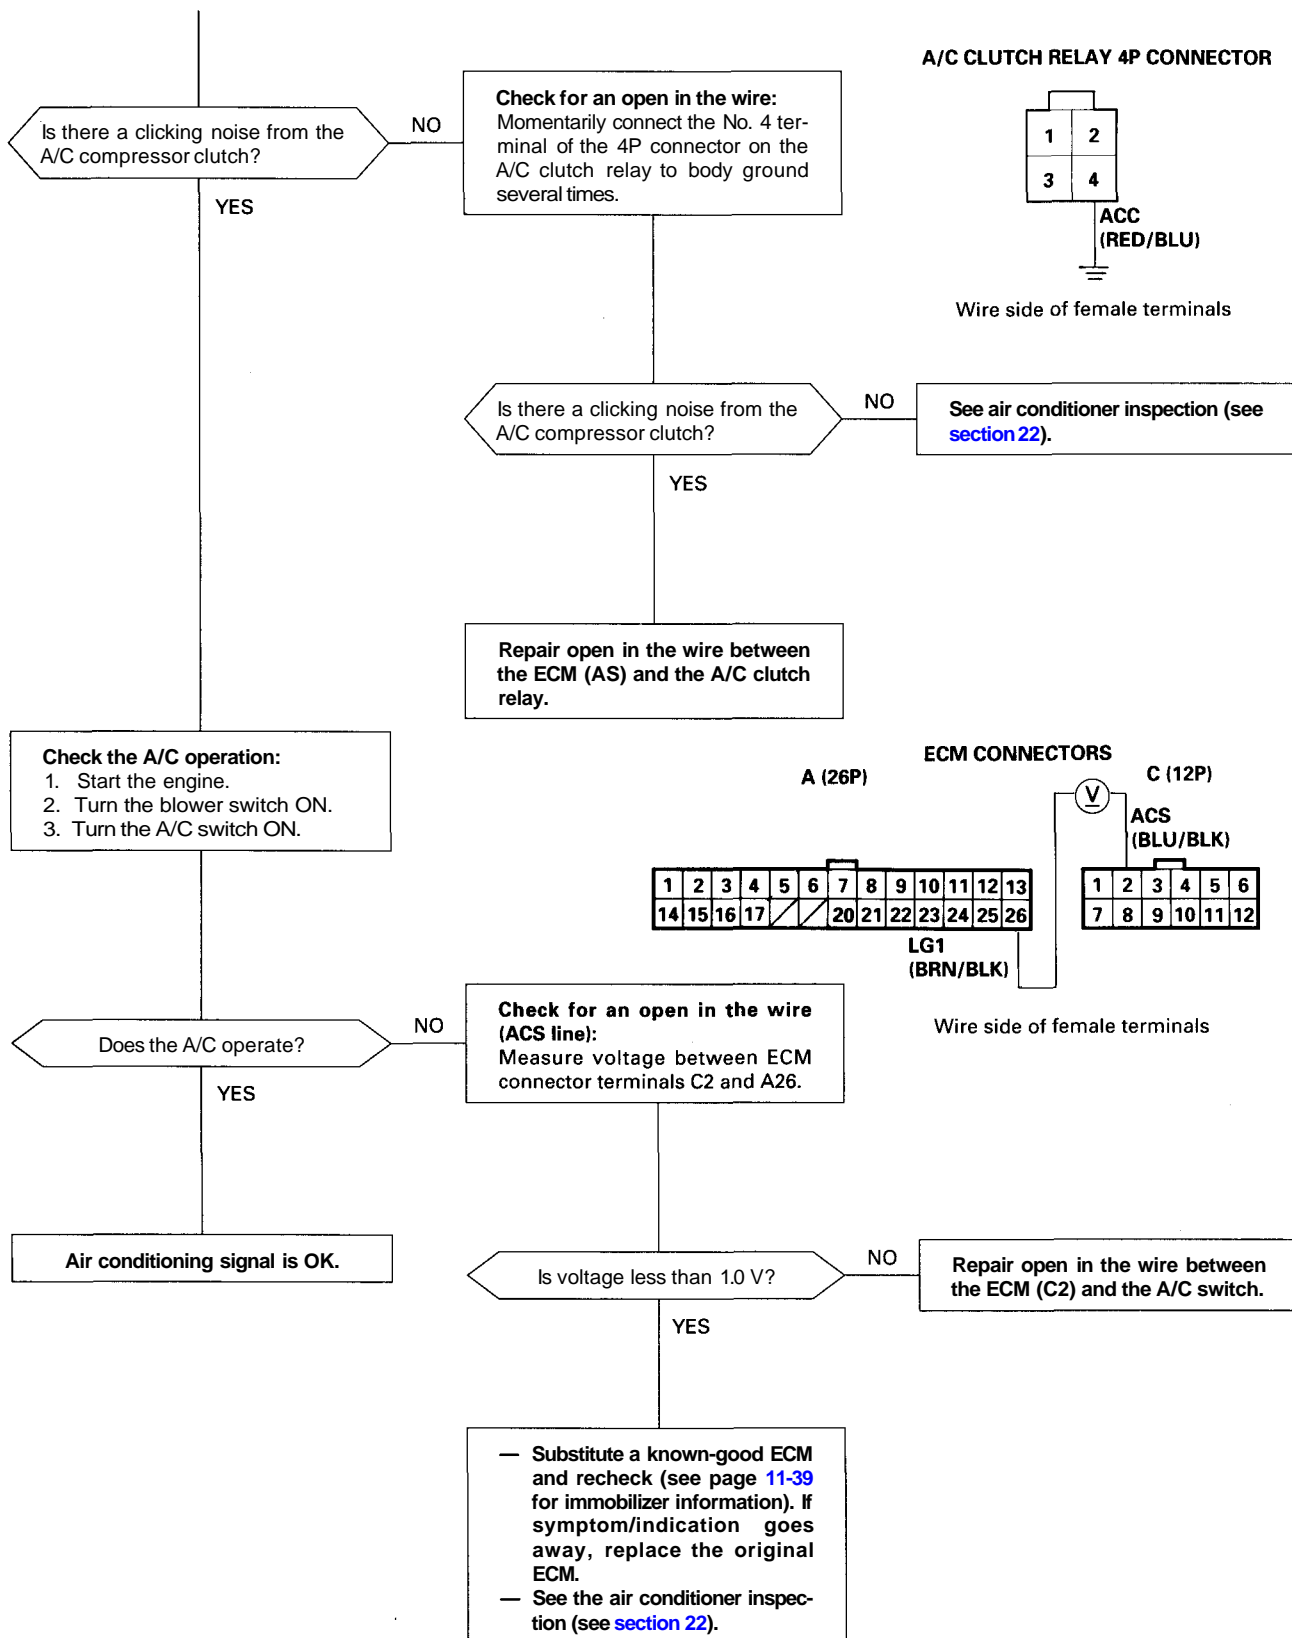 Is there a clicking noise from the
A/C compressor clutch?
NO
YES
Check for an open in the wire:
Momentarily connect the No. 4 ter-
minal of the 4P connector on the
A/C clutch relay to body ground
several times.
A/C CLUTCH RELAY 4P CONNECTOR
1 2
3 4
ACC
(RED/BLU)
Wire side of female terminals
Is there a clicking noise from the
A/C compressor clutch?
NO
YES
See air conditioner inspection (see
section 22).
Repair open in the wire between
the ECM (AS) and the A/C clutch
relay.
Check the A/C operation:
1. Start the engine.
2. Turn the blower switch ON.
3. Turn the A/C switch ON.
ECM CONNECTORS
A (26P)
C (12P)
V
ACS
(BLU/BLK)
1 2 3 4 5 6 7 8 9 10 11 12 13
14 15 16 17 20 21 22 23 24 25 26
1 2 3 4 5 6
7 8 9 10 11 12
LG1
(BRN/BLK)
Wire side of female terminals
Does the A/C operate?
NO
YES
Check for an open in the wire
(ACS line):
Measure voltage between ECM
connector terminals C2 and A26.
Air conditioning signal is OK.
Is voltage less than 1.0 V?
NO
YES
Repair open in the wire between
the ECM (C2) and the A/C switch.
— Substitute a known-good ECM
and recheck (see page 11-39
for immobilizer information). If
symptom/indication goes
away, replace the original
ECM.
— See the air conditioner inspec-
tion (see section 22).